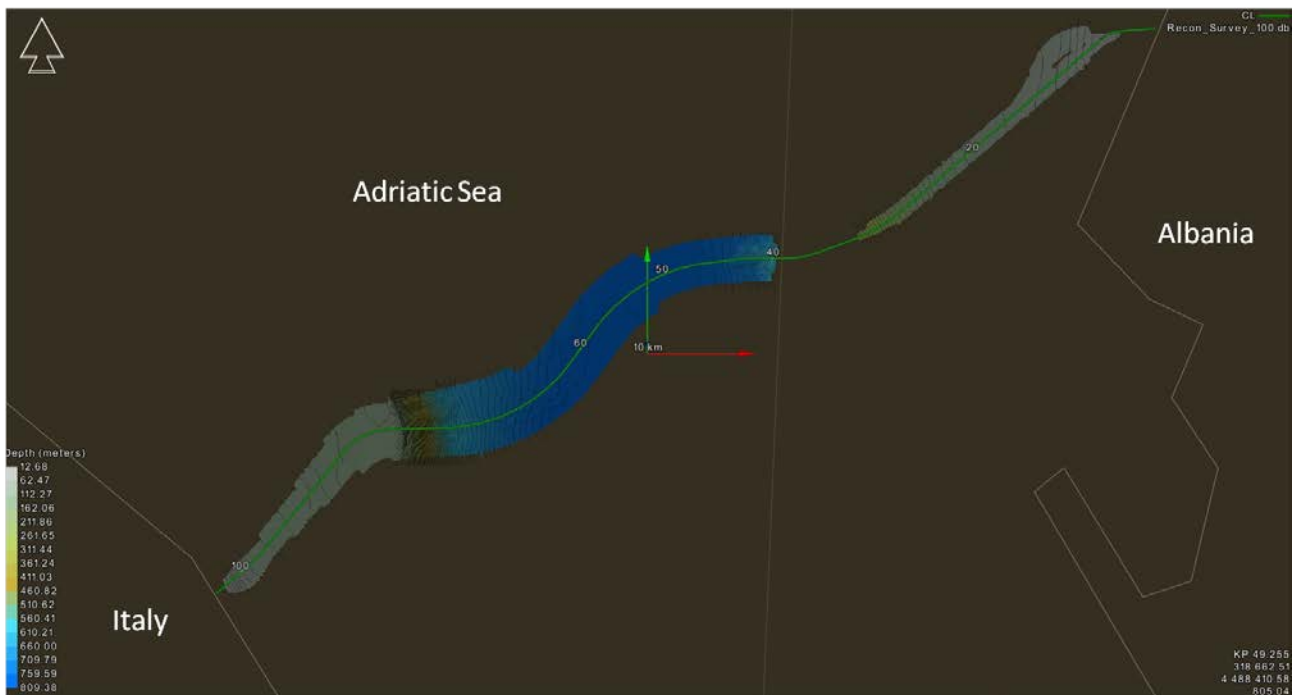 CL
Recon_Survey_100 db
20
Adriatic Sea
Albania
40
50
60
10 km
Depth (meters)
12.68
62.47
112.27
162.06
211.86
261.65
311.44
361.24
411.03
460.82
510.62
560.41
610.21
660.00
709.79
759.59
809.38
100
Italy
KP 49.255
318 662.51
4 488 410.58
805.04